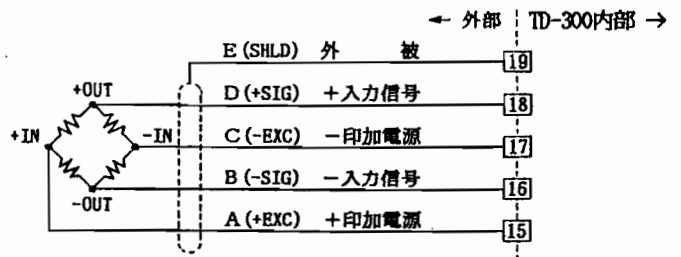 ← 外部 TD-300内部 →
E (SHLD) 外 被 19
+OUT
D (+SIG) +入力信号 18
+IN
-IN
C (-EXC) -印加電源 17
B (-SIG) -入力信号 16
-OUT
A (+EXC) +印加電源 15